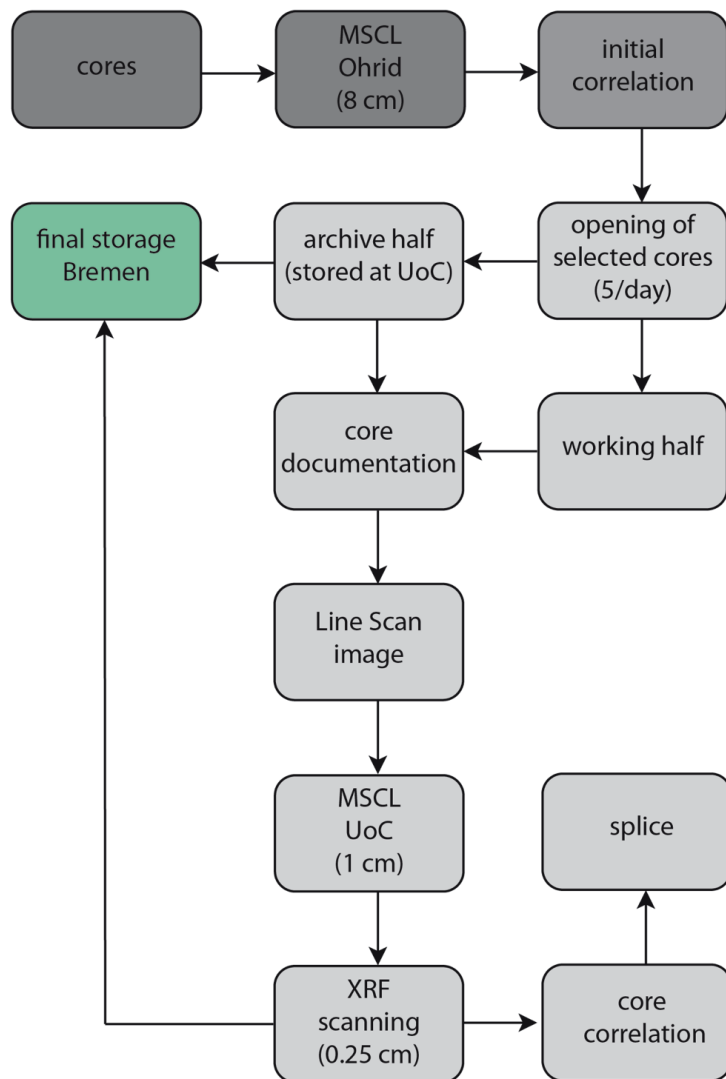 cores
MSCL
Ohrid
(8 cm)
initial
correlation
final storage
Bremen
archive half
(stored at UoC)
opening of
selected cores
(5/day)
core
documentation
working half
Line Scan
image
MSCL
UoC
(1 cm)
splice
XRF
scanning
(0.25 cm)
core
correlation